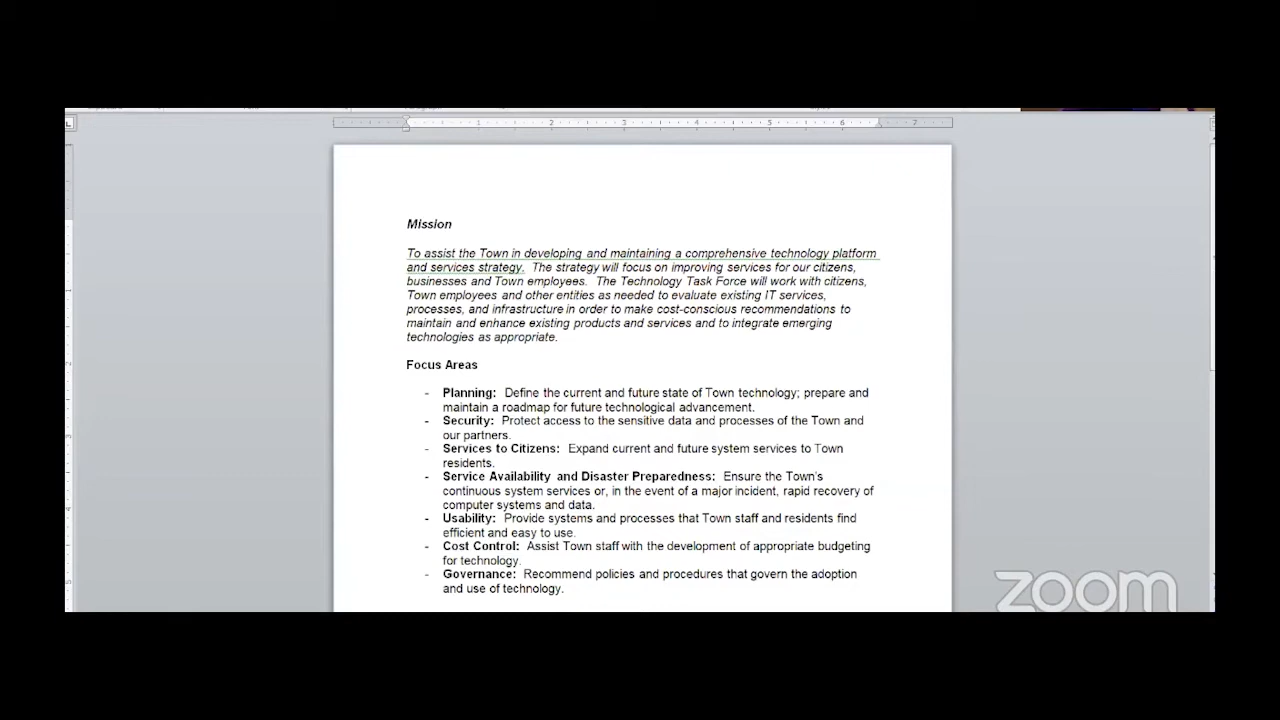 1 2 3 4 5 6 7
Mission
To assist the Town in developing and maintaining a comprehensive technology platform
and services strategy. The strategy will focus on improving services for our citizens,
businesses and Town employees. The Technology Task Force will work with citizens,
Town employees and other entities as needed to evaluate existing IT services,
processes, and infrastructure in order to make cost-conscious recommendations to
maintain and enhance existing products and services and to integrate emerging
technologies as appropriate.
Focus Areas
- Planning: Define the current and future state of Town technology; prepare and
maintain a roadmap for future technological advancement.
- Security: Protect access to the sensitive data and processes of the Town and
our partners.
- Services to Citizens: Expand current and future system services to Town
residents.
- Service Availability and Disaster Preparedness: Ensure the Town's
continuous system services or, in the event of a major incident, rapid recovery of
computer systems and data.
- Usability: Provide systems and processes that Town staff and residents find
efficient and easy to use.
- Cost Control: Assist Town staff with the development of appropriate budgeting
for technology.
- Governance: Recommend policies and procedures that govern the adoption
and use of technology.
zoom